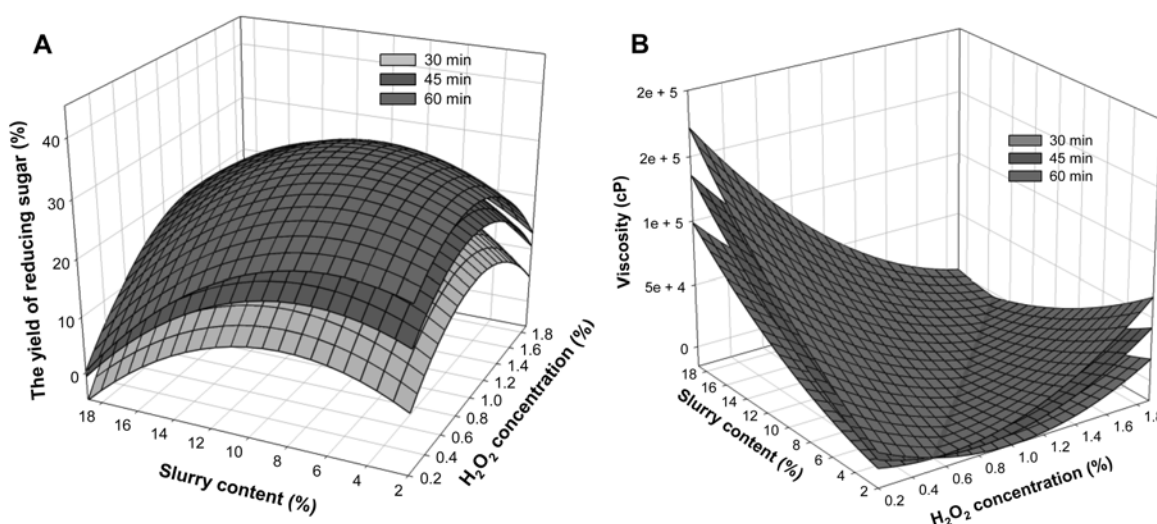 A
30 min
45 min
60 min
The yield of reducing sugar (%)
40
30
20
10
0
18
16
14
12
10
8
6
4
2
Slurry content (%)
0.2
0.4
0.6
0.8
1.0
1.2
1.4
1.6
1.8
H₂O₂ concentration (%)
B
30 min
45 min
60 min
Viscosity (cP)
2e + 5
2e + 5
1e + 5
5e + 4
0
18
16
14
12
10
8
6
4
2
Slurry content (%)
0.2
0.4
0.6
0.8
1.0
1.2
1.4
1.6
1.8
H₂O₂ concentration (%)